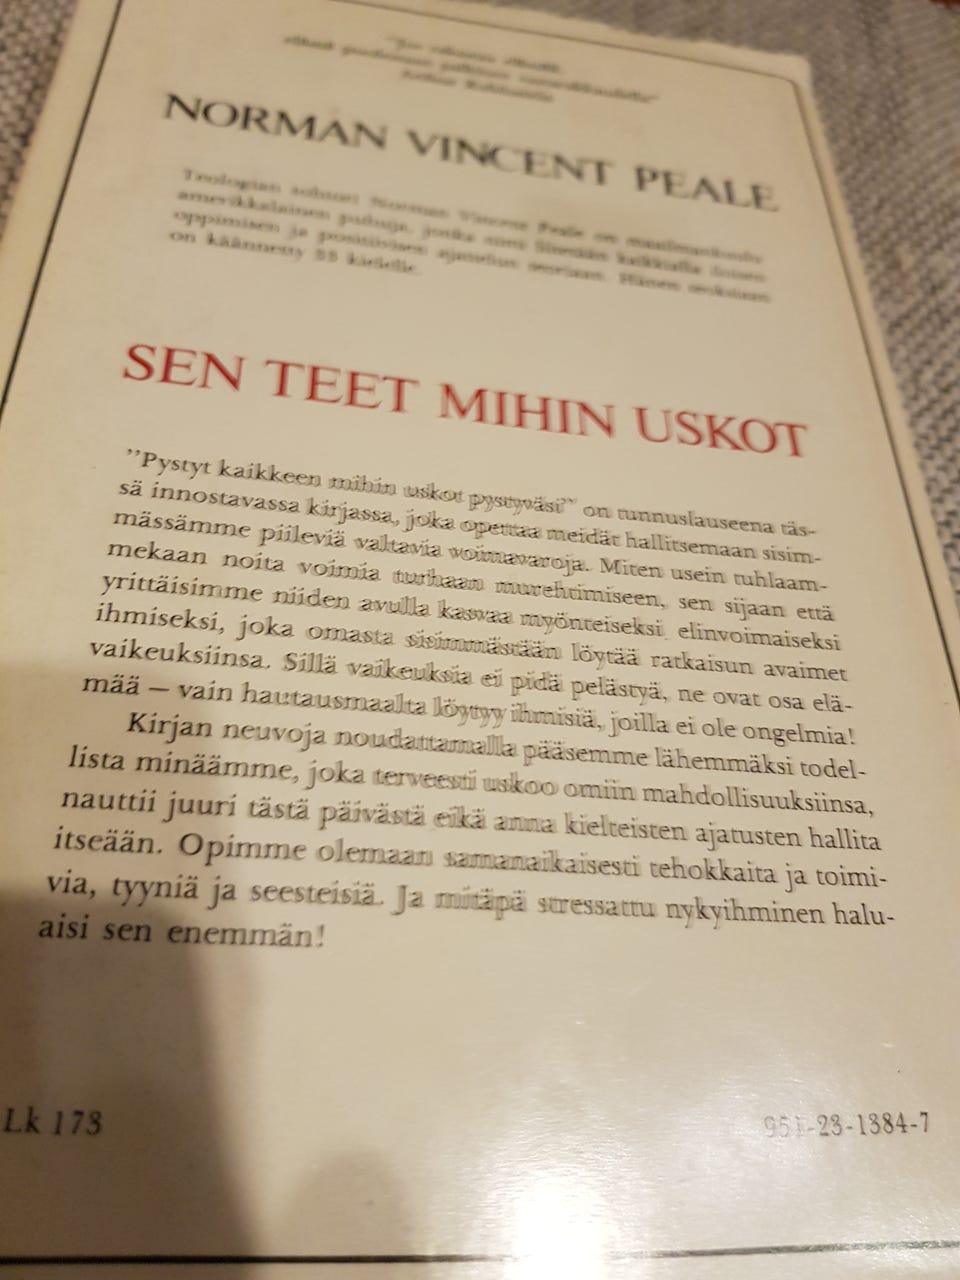 NORMAN VINCENT PEALE
Teologian tohtori Norman Vincent Peale on maailmankuulu
amerikkalainen puhuja, jonka nimi liitetään kaikkialla iloisen
oppimisen ja positiivisen ajattelun Hänen teoksiaan
on käännetty kielelle.
SEN TEET MIHIN USKOT
”Pystyt kaikkeen mihin uskot pystyväsi” on tunnuslauseena täs-
sä innostavassa kirjassa, joka opettaa meidät hallitsemaan sisim-
mässämme piileviä valtavia voimavaroja. Miten usein tuhlaam-
mekaan noita voimia turhaan murehtimiseen, sen sijaan että
yrittäisimme niiden avulla kasvaa myönteiseksi elinvoimaiseksi
ihmiseksi, joka omasta sisimmästään löytää ratkaisun avaimet
vaikeuksiinsa. Sillä vaikeuksia ei pidä pelästyä, ne ovat osa elä-
mää — vain hautausmaalta löytyy ihmisiä, joilla ei ole ongelmia!
Kirjan neuvoja noudattamalla pääsemme lähemmäksi todel-
lista minäämme, joka terveesti uskoo omiin mahdollisuuksiinsa,
nauttii juuri tästä päivästä eikä anna kielteisten ajatusten hallita
itseään. Opimme olemaan samanaikaisesti tehokkaita ja toimi-
via, tyyniä ja seesteisiä. Ja mitäpä stressattu nykyihminen halu-
aisi sen enemmän!
Lk 173
951-23-1384-7